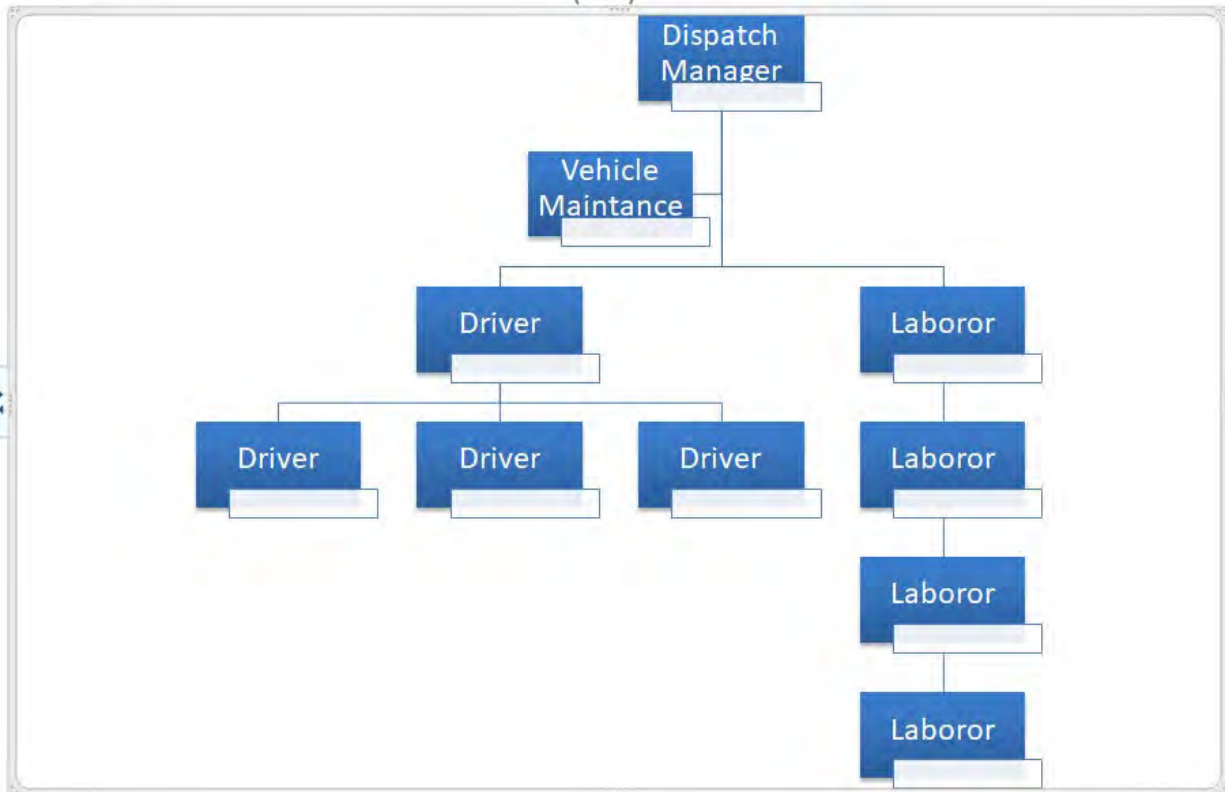 Dispatch
Manager
Vehicle
Maintance
Driver
Laboror
Driver
Driver
Driver
Laboror
Laboror
Laboror